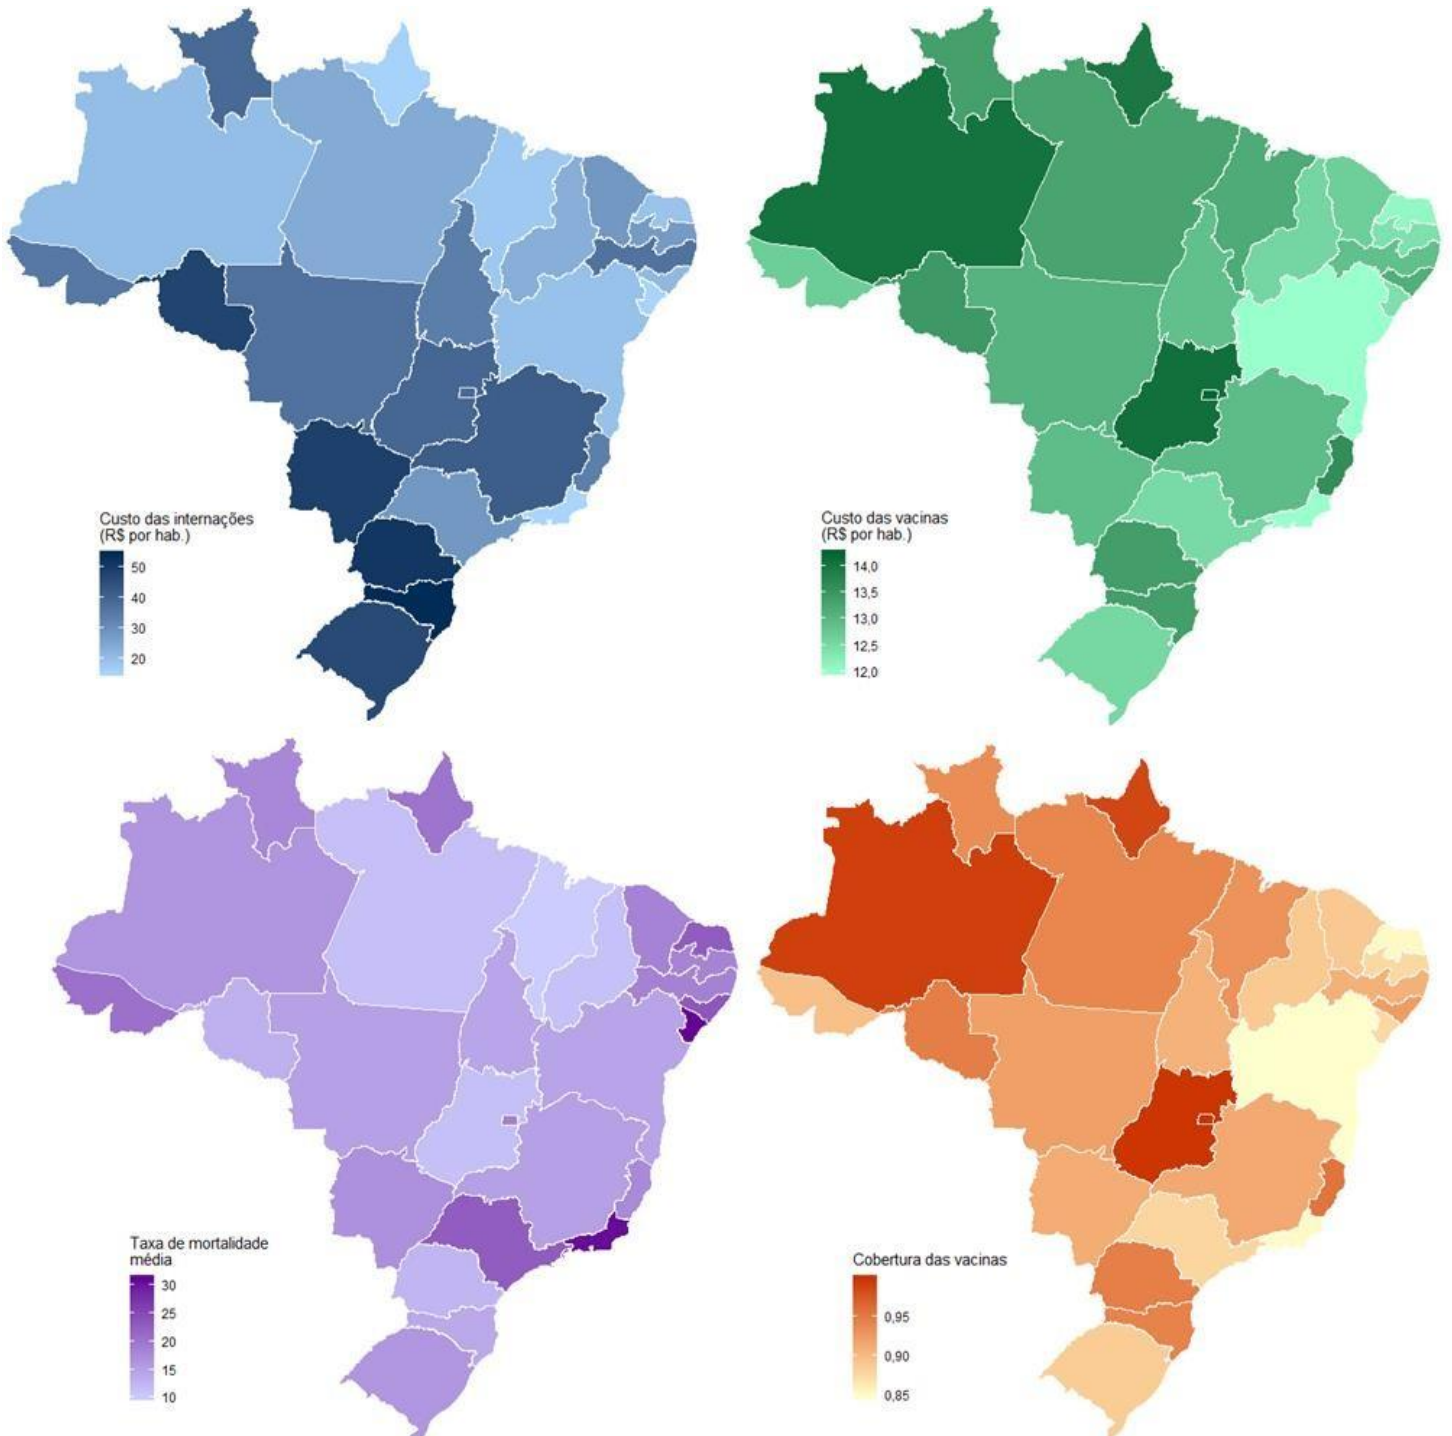 Custo das internações
(R$ por hab.)
50
40
30
20
Custo das vacinas
(R$ por hab.)
14,0
13,5
13,0
12,5
12,0
Taxa de mortalidade
média
30
25
20
15
10
Cobertura das vacinas
0,95
0,90
0,85